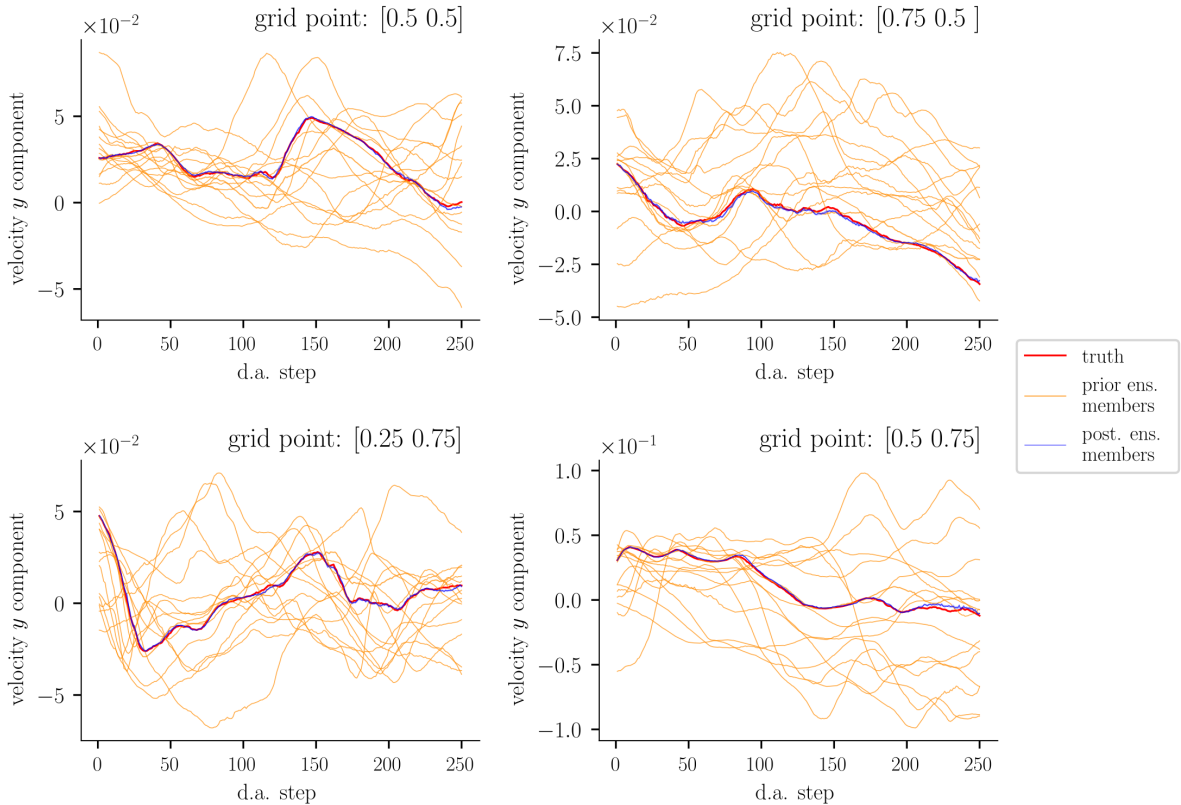 ×10⁻² grid point: [0.5 0.5]
5
0
−5
velocity y component
0 50 100 150 200 250
d.a. step
×10⁻² grid point: [0.75 0.5 ]
7.5
5.0
2.5
0.0
−2.5
−5.0
velocity y component
0 50 100 150 200 250
d.a. step
truth
prior ens.
members
post. ens.
members
×10⁻² grid point: [0.25 0.75]
5
0
−5
velocity y component
0 50 100 150 200 250
d.a. step
×10⁻¹ grid point: [0.5 0.75]
1.0
0.5
0.0
−0.5
−1.0
velocity y component
0 50 100 150 200 250
d.a. step